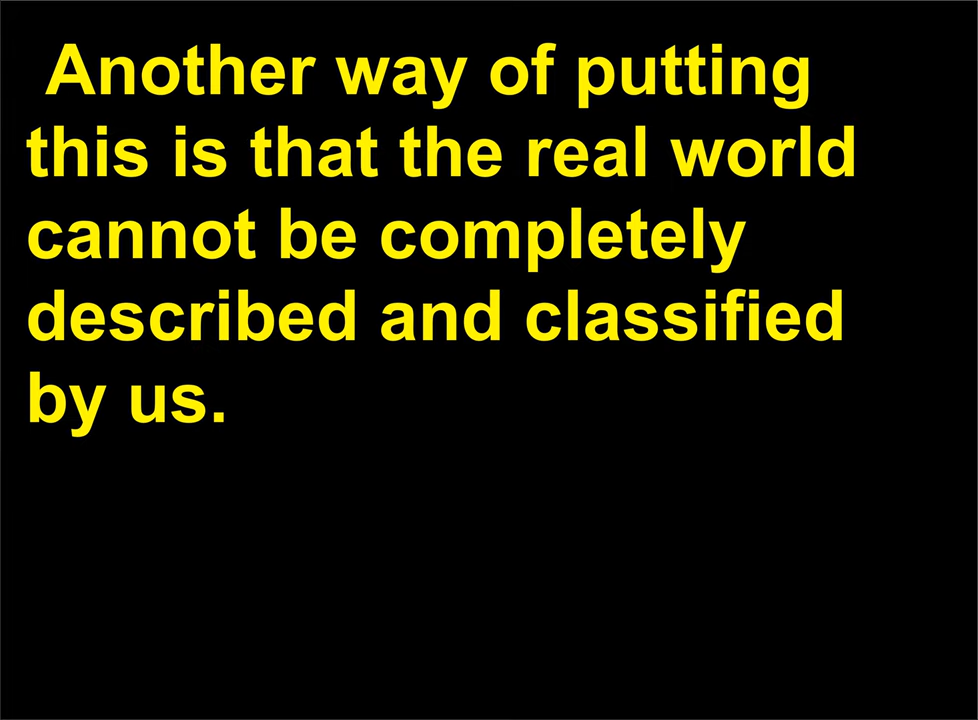 Another way of putting
this is that the real world
cannot be completely
described and classified
by us.